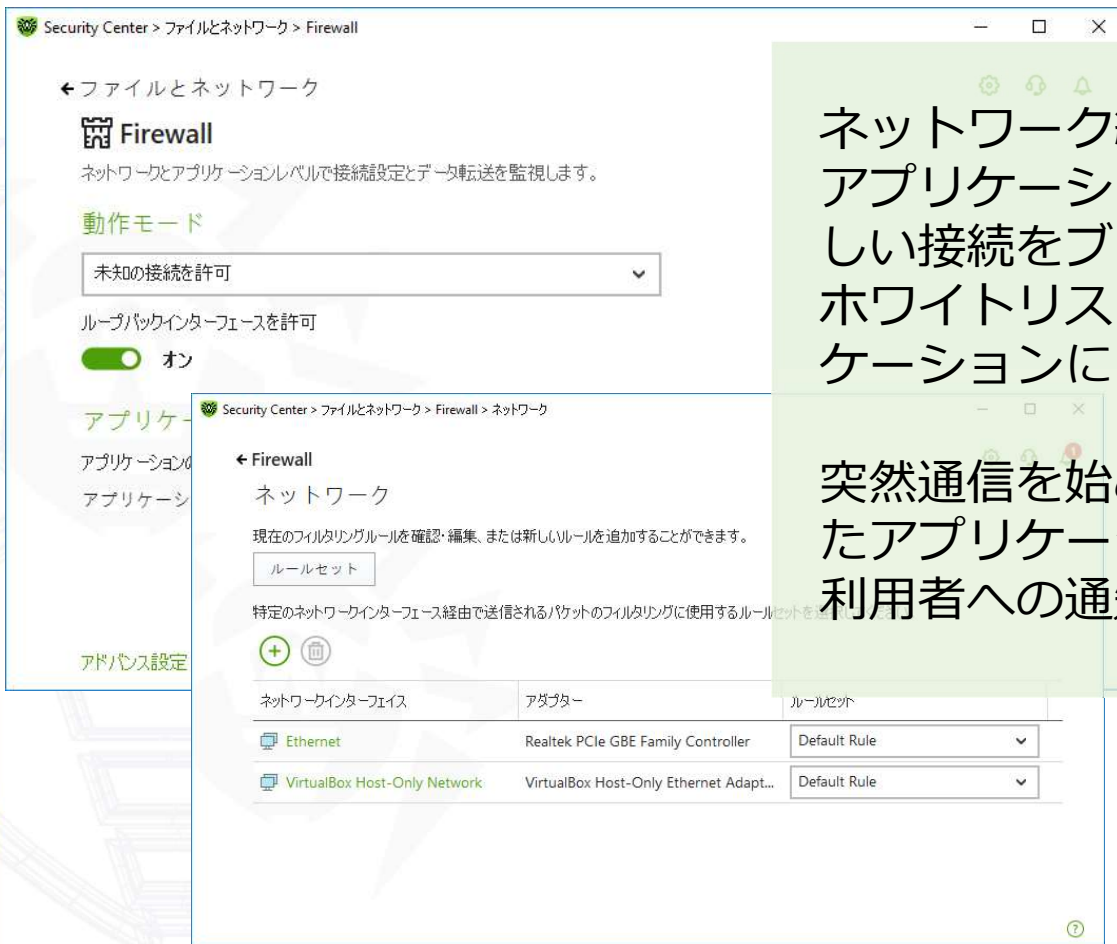 Security Center > ファイルとネットワーク > Firewall
ファイルとネットワーク
Firewall
ネットワークとアプリケーションレベルで接続設定とデータ転送を監視します。
動作モード
未知の接続を許可
ループバックインターフェースを許可
オン
アプリケー
アプリケーションの
アプリケーシ
アドバンス設定
ネットワーク
アプリケーシ
しい接続をブ
ホワイトリス
ケーションに
突然通信を始
たアプリケー
利用者への通
Security Center > ファイルとネットワーク > Firewall > ネットワーク
Firewall
ネットワーク
現在のフィルタリングルールを確認・編集、または新しいルールを追加することができます。
ルールセット
特定のネットワークインターフェース経由で送信されるパケットのフィルタリングに使用するルールセットを選択してください
ネットワークインターフェイス アダプター ルールセット
Ethernet Realtek PCIe GBE Family Controller Default Rule
VirtualBox Host-Only Network VirtualBox Host-Only Ethernet Adapt... Default Rule